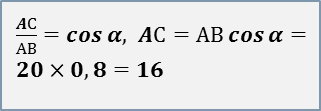 AC/AB = cos α, AC = AB cos α =
20 × 0,8 = 16